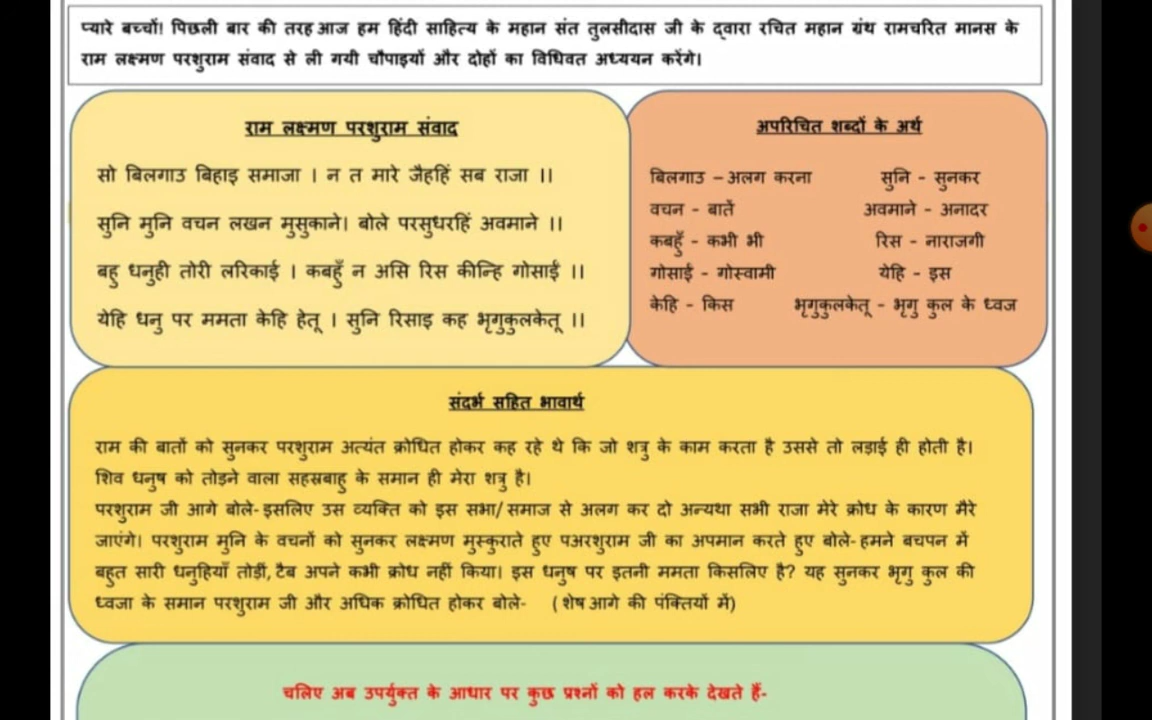 प्यारे बच्चों! पिछली बार की तरह आज हम हिंदी साहित्य के महान संत तुलसीदास जी के द्वारा रचित महान ग्रंथ रामचरित मानस के
राम लक्ष्मण परशुराम संवाद से ली गयी चौपाइयों और दोहों का विधिवत अध्ययन करेंगे।
राम लक्ष्मण परशुराम संवाद
सो बिलगाउ बिहाइ समाजा । न त मारे जैहहिं सब राजा ।।
सुनि मुनि वचन लखन मुसुकाने। बोले परसुधरहिं अवमाने ।।
बहु धनुही तोरी लरिकाई । कबहुँ न असि रिस कीन्हि गोसाईं ।।
येहि धनु पर ममता केहि हेतू । सुनि रिसाइ कह भृगुकुलकेतू ।।
अपरिचित शब्दों के अर्थ
बिलगाउ – अलग करना सुनि - सुनकर
वचन - बातें अवमाने - अनादर
कबहुँ - कभी भी रिस - नाराजगी
गोसाईं - गोस्वामी येहि - इस
केहि - किस भृगुकुलकेतू - भृगु कुल के ध्वज
संदर्भ सहित भावार्थ
राम की बातों को सुनकर परशुराम अत्यंत क्रोधित होकर कह रहे थे कि जो शत्रु के काम करता है उससे तो लड़ाई ही होती है।
शिव धनुष को तोड़ने वाला सहस्रबाहु के समान ही मेरा शत्रु है।
परशुराम जी आगे बोले- इसलिए उस व्यक्ति को इस सभा/ समाज से अलग कर दो अन्यथा सभी राजा मेरे क्रोध के कारण मैरे
जाएंगे। परशुराम मुनि के वचनों को सुनकर लक्ष्मण मुस्कुराते हुए पअरशुराम जी का अपमान करते हुए बोले- हमने बचपन में
बहुत सारी धनुहियाँ तोड़ीं, टैब अपने कभी क्रोध नहीं किया। इस धनुष पर इतनी ममता किसलिए है? यह सुनकर भृगु कुल की
ध्वजा के समान परशुराम जी और अधिक क्रोधित होकर बोले- ( शेष आगे की पंक्तियों में)
चलिए अब उपर्युक्त के आधार पर कुछ प्रश्नों को हल करके देखते हैं-